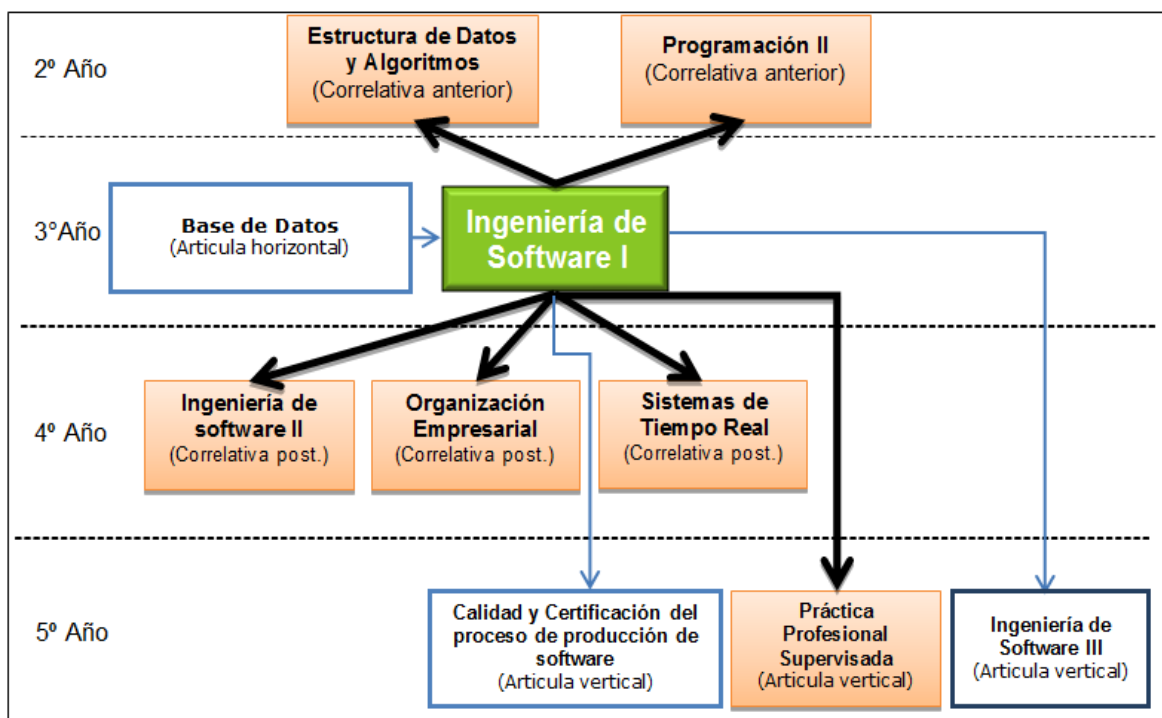 2º Año
Estructura de Datos
y Algoritmos
(Correlativa anterior)
Programación II
(Correlativa anterior)
3°Año
Base de Datos
(Articula horizontal)
Ingeniería de
Software I
4º Año
Ingeniería de
software II
(Correlativa post.)
Organización
Empresarial
(Correlativa post.)
Sistemas de
Tiempo Real
(Correlativa post.)
5º Año
Calidad y Certificación del
proceso de producción de
software
(Articula vertical)
Práctica
Profesional
Supervisada
(Articula vertical)
Ingeniería de
Software III
(Articula vertical)